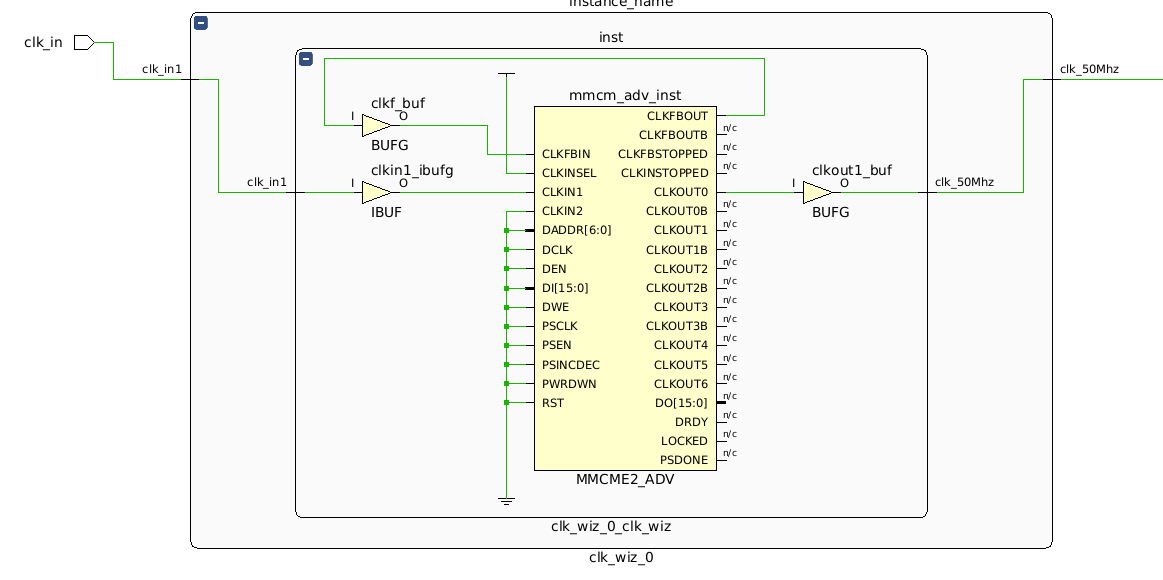 instance_name
clk_in
inst
clk_in1
clk_50Mhz
mmcm_adv_inst
clkf_buf
I
O
BUFG
CLKFBOUT
CLKFBOUTB
n/c
CLKFBIN
CLKFBSTOPPED
n/c
CLKINSEL
CLKINSTOPPED
n/c
clkin1_ibufg
clkout1_buf
clk_in1
I
O
IBUF
CLKIN1
CLKOUT0
I
O
BUFG
clk_50Mhz
CLKIN2
CLKOUT0B
n/c
DADDR[6:0]
CLKOUT1
n/c
DCLK
CLKOUT1B
n/c
DEN
CLKOUT2
n/c
DI[15:0]
CLKOUT2B
n/c
DWE
CLKOUT3
n/c
PSCLK
CLKOUT3B
n/c
PSEN
CLKOUT4
n/c
PSINCDEC
CLKOUT5
n/c
PWRDWN
CLKOUT6
n/c
RST
DO[15:0]
n/c
DRDY
n/c
LOCKED
n/c
PSDONE
n/c
MMCME2_ADV
clk_wiz_0_clk_wiz
clk_wiz_0